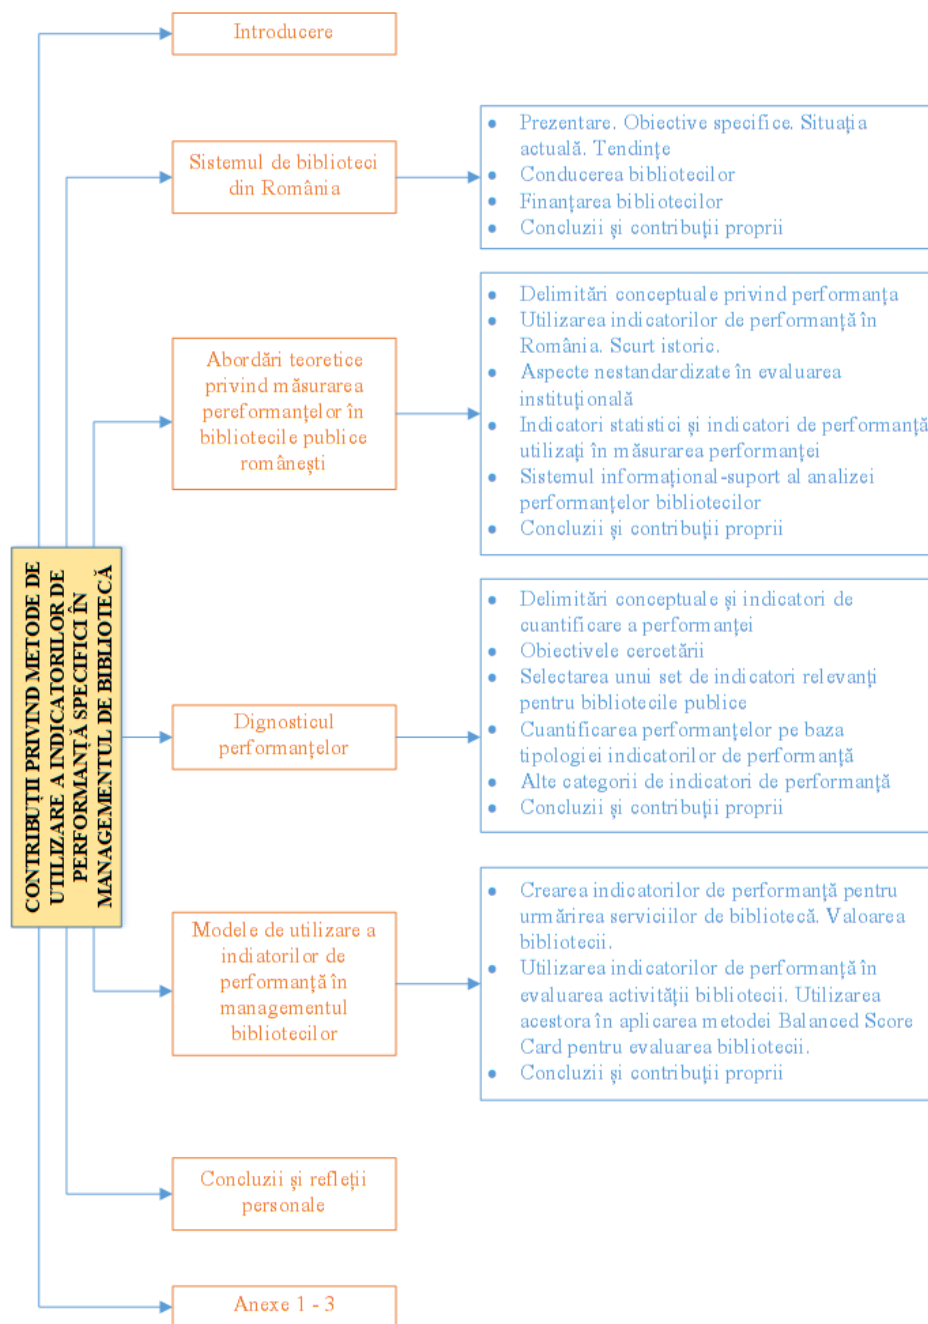 CONTRIBUȚII PRIVIND METODE DE
UTILIZARE A INDICATORILOR DE
PERFORMANȚĂ SPECIFICI ÎN
MANAGEMENTUL DE BIBLIOTECĂ
Introducere
Sistemul de biblioteci
din România
• Prezentare. Obiective specifice. Situația
actuală. Tendințe
• Conducerea bibliotecilor
• Finanțarea bibliotecilor
• Concluzii și contribuții proprii
Abordări teoretice
privind măsurarea
pereformanțelor în
bibliotecile publice
românești
• Delimitări conceptuale privind performanța
• Utilizarea indicatorilor de performanță în
România. Scurt istoric.
• Aspecte nestandardizate în evaluarea
instituțională
• Indicatori statistici și indicatori de performanță
utilizați în măsurarea performanței
• Sistemul informațional-suport al analizei
performanțelor bibliotecilor
• Concluzii și contribuții proprii
Dignosticul
performanțelor
• Delimitări conceptuale și indicatori de
cuantificare a performanței
• Obiectivele cercetării
• Selectarea unui set de indicatori relevanți
pentru bibliotecile publice
• Cuantificarea performanțelor pe baza
tipologiei indicatorilor de performanță
• Alte categorii de indicatori de performanță
• Concluzii și contribuții proprii
Modele de utilizare a
indiatorilor de
performanță în
managementul
bibliotecilor
• Crearea indicatorilor de performanță pentru
urmărirea serviciilor de bibliotecă. Valoarea
bibliotecii.
• Utilizarea indicatorilor de performanță în
evaluarea activității bibliotecii. Utilizarea
acestora în aplicarea metodei Balanced Score
Card pentru evaluarea bibliotecii.
• Concluzii și contribuții proprii
Concluzii și refleții
personale
Anexe 1 - 3